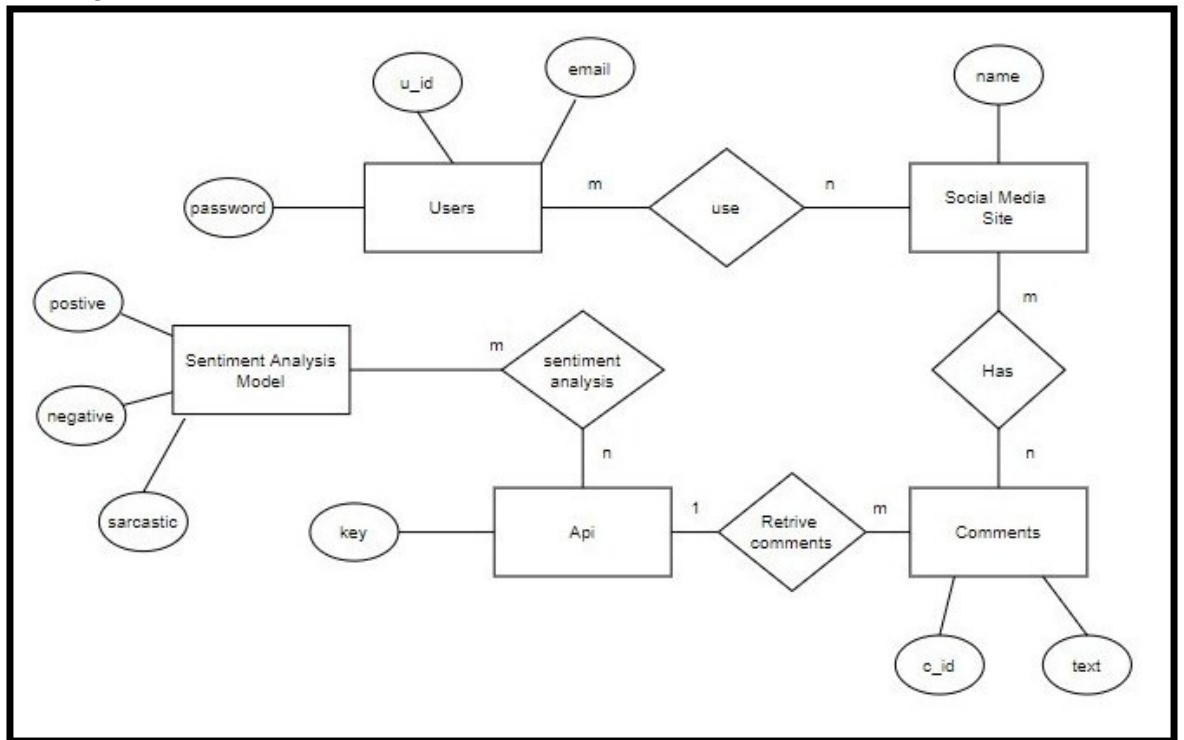 email
u_id
name
password
Users
m
use
n
Social Media
Site
postive
m
Sentiment Analysis
Model
m
sentiment
analysis
Has
negative
n
n
sarcastic
key
Api
1
Retrive
comments
m
Comments
c_id
text